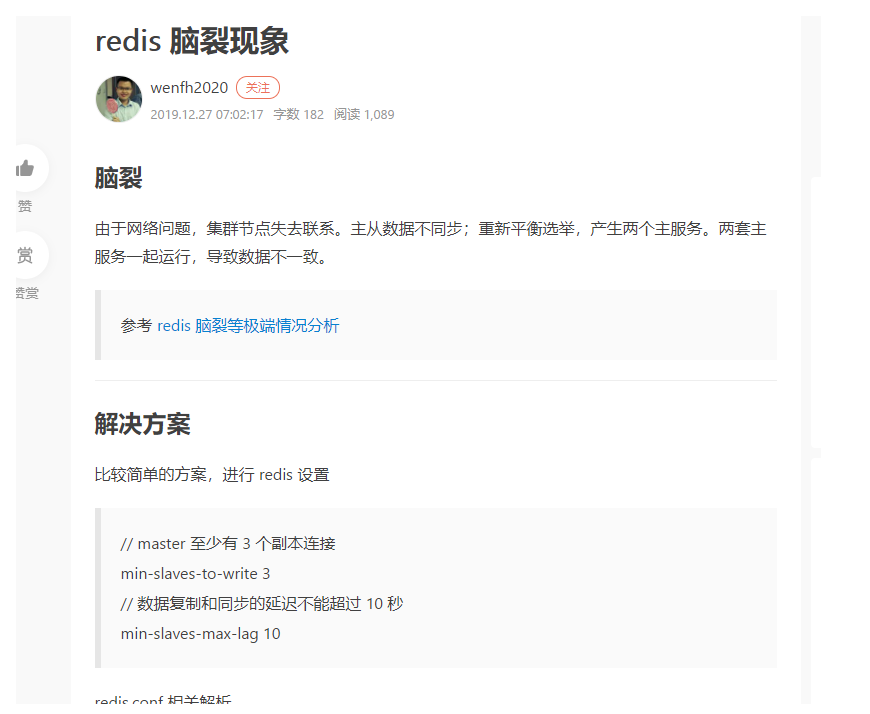 redis 脑裂现象
wenfh2020 关注
2019.12.27 07:02:17 字数 182 阅读 1,089
脑裂
赞
由于网络问题，集群节点失去联系。主从数据不同步；重新平衡选举，产生两个主服务。两套主
服务一起运行，导致数据不一致。
赏
赞赏
参考 redis 脑裂等极端情况分析
解决方案
比较简单的方案，进行 redis 设置
// master 至少有 3 个副本连接
min-slaves-to-write 3
// 数据复制和同步的延迟不能超过 10 秒
min-slaves-max-lag 10
redis.conf 相关解析